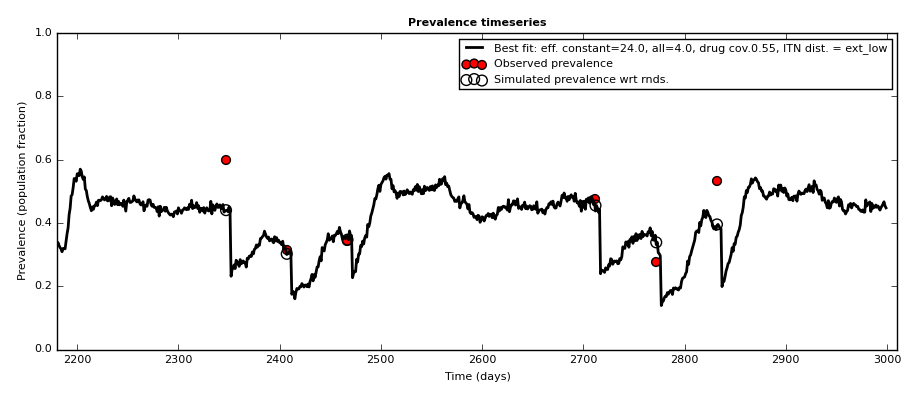 Prevalence timeseries
1.0
0.8
0.6
0.4
0.2
0.0
Prevalence (population fraction)
Best fit: eff. constant=24.0, all=4.0, drug cov.0.55, ITN dist. = ext_low
Observed prevalence
Simulated prevalence wrt rnds.
2200 2300 2400 2500 2600 2700 2800 2900 3000
Time (days)